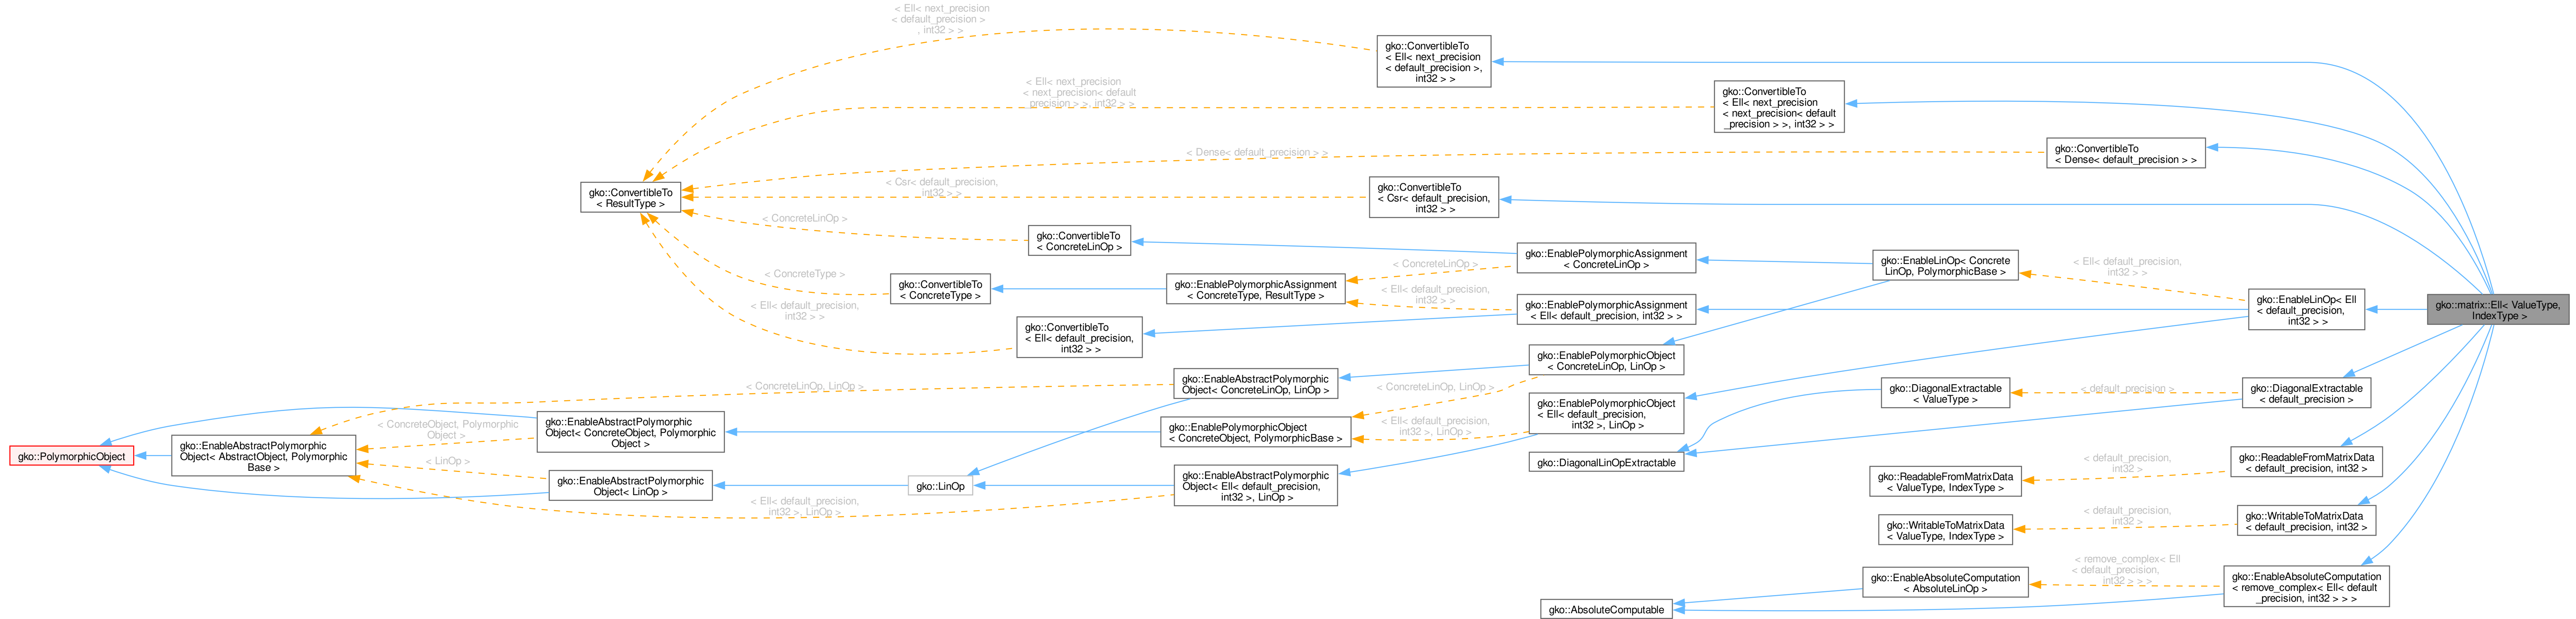 < Ell< next_precision
< default_precision >
, int32 > >
gko::ConvertibleTo
< Ell< next_precision
< default_precision >,
int32 > >
< Ell< next_precision
< next_precision< default
_precision > >, int32 > >
gko::ConvertibleTo
< Ell< next_precision
< next_precision< default
_precision > >, int32 > >
< Dense< default_precision > >
gko::ConvertibleTo
< Dense< default_precision > >
gko::ConvertibleTo
< ResultType >
< Csr< default_precision,
int32 > >
gko::ConvertibleTo
< Csr< default_precision,
int32 > >
< ConcreteLinOp >
gko::ConvertibleTo
< ConcreteLinOp >
gko::EnablePolymorphicAssignment
< ConcreteLinOp >
gko::EnableLinOp< Concrete
LinOp, PolymorphicBase >
< Ell< default_precision,
int32 > >
< ConcreteType >
gko::ConvertibleTo
< ConcreteType >
gko::EnablePolymorphicAssignment
< ConcreteType, ResultType >
< ConcreteLinOp >
< Ell< default_precision,
int32 > >
gko::EnablePolymorphicAssignment
< Ell< default_precision, int32 > >
gko::EnableLinOp< Ell
< default_precision,
int32 > >
gko::matrix::Ell< ValueType,
IndexType >
< Ell< default_precision,
int32 > >
gko::ConvertibleTo
< Ell< default_precision,
int32 > >
gko::EnablePolymorphicObject
< ConcreteLinOp, LinOp >
< ConcreteLinOp, LinOp >
gko::EnableAbstractPolymorphic
Object< ConcreteLinOp, LinOp >
< ConcreteLinOp, LinOp >
gko::EnablePolymorphicObject
< Ell< default_precision,
int32 >, LinOp >
gko::DiagonalExtractable
< ValueType >
< default_precision >
gko::DiagonalExtractable
< default_precision >
gko::PolymorphicObject
gko::EnableAbstractPolymorphic
Object< AbstractObject, Polymorphic
Base >
< ConcreteObject, Polymorphic
Object >
gko::EnableAbstractPolymorphic
Object< ConcreteObject, Polymorphic
Object >
gko::EnablePolymorphicObject
< ConcreteObject, PolymorphicBase >
< Ell< default_precision,
int32 >, LinOp >
gko::DiagonalLinOpExtractable
< LinOp >
gko::EnableAbstractPolymorphic
Object< LinOp >
gko::LinOp
gko::EnableAbstractPolymorphic
Object< Ell< default_precision,
int32 >, LinOp >
< Ell< default_precision,
int32 >, LinOp >
gko::ReadableFromMatrixData
< ValueType, IndexType >
< default_precision,
int32 >
gko::ReadableFromMatrixData
< default_precision, int32 >
gko::WritableToMatrixData
< ValueType, IndexType >
< default_precision,
int32 >
gko::WritableToMatrixData
< default_precision, int32 >
gko::AbsoluteComputable
gko::EnableAbsoluteComputation
< AbsoluteLinOp >
< remove_complex< Ell
< default_precision,
int32 > > >
gko::EnableAbsoluteComputation
< remove_complex< Ell< default
_precision, int32 > > >